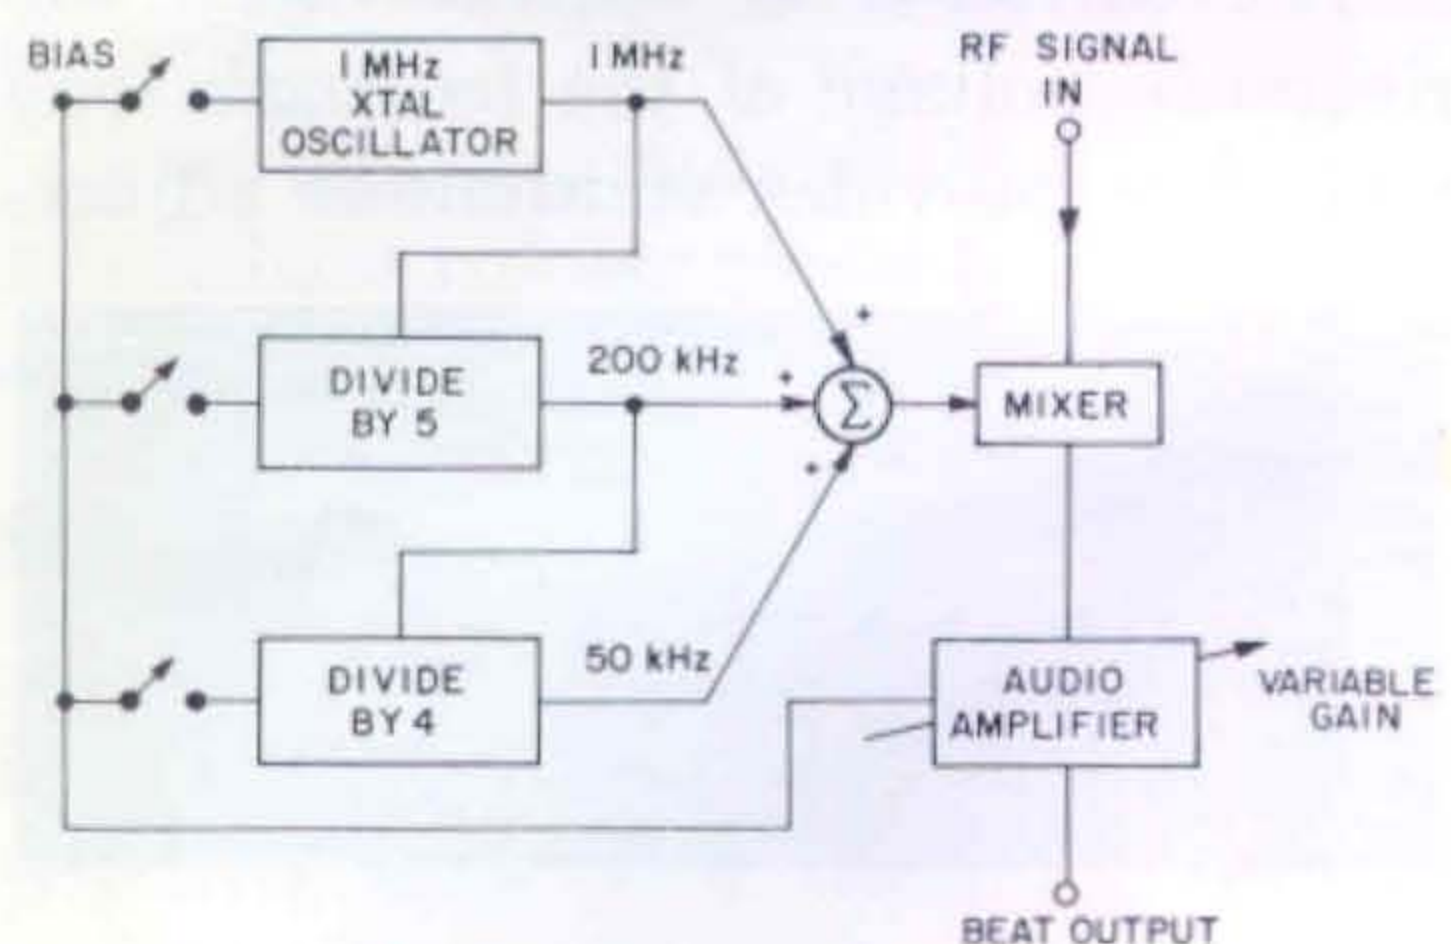 BIAS
1 MHz
XTAL
OSCILLATOR
1 MHz
RF SIGNAL
IN
DIVIDE
BY 5
200 kHz
+
+
+
Σ
MIXER
DIVIDE
BY 4
50 kHz
AUDIO
AMPLIFIER
VARIABLE
GAIN
BEAT OUTPUT